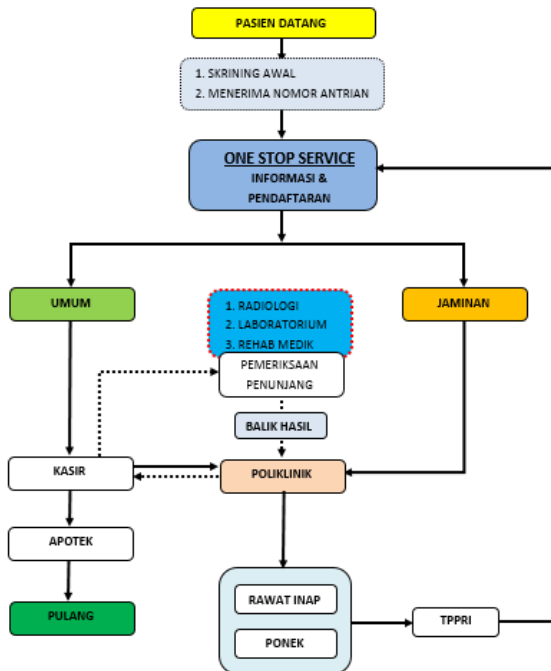 PASIEN DATANG
1. SKRINING AWAL
2. MENERIMA NOMOR ANTRIAN
ONE STOP SERVICE
INFORMASI &
PENDAFTARAN
UMUM
1. RADIOLOGI
2. LABORATORIUM
3. REHAB MEDIK
JAMINAN
PEMERIKSAAN
PENUNJANG
BALIK HASIL
KASIR
POLIKLINIK
APOTEK
PULANG
RAWAT INAP
PONEK
TPPRI